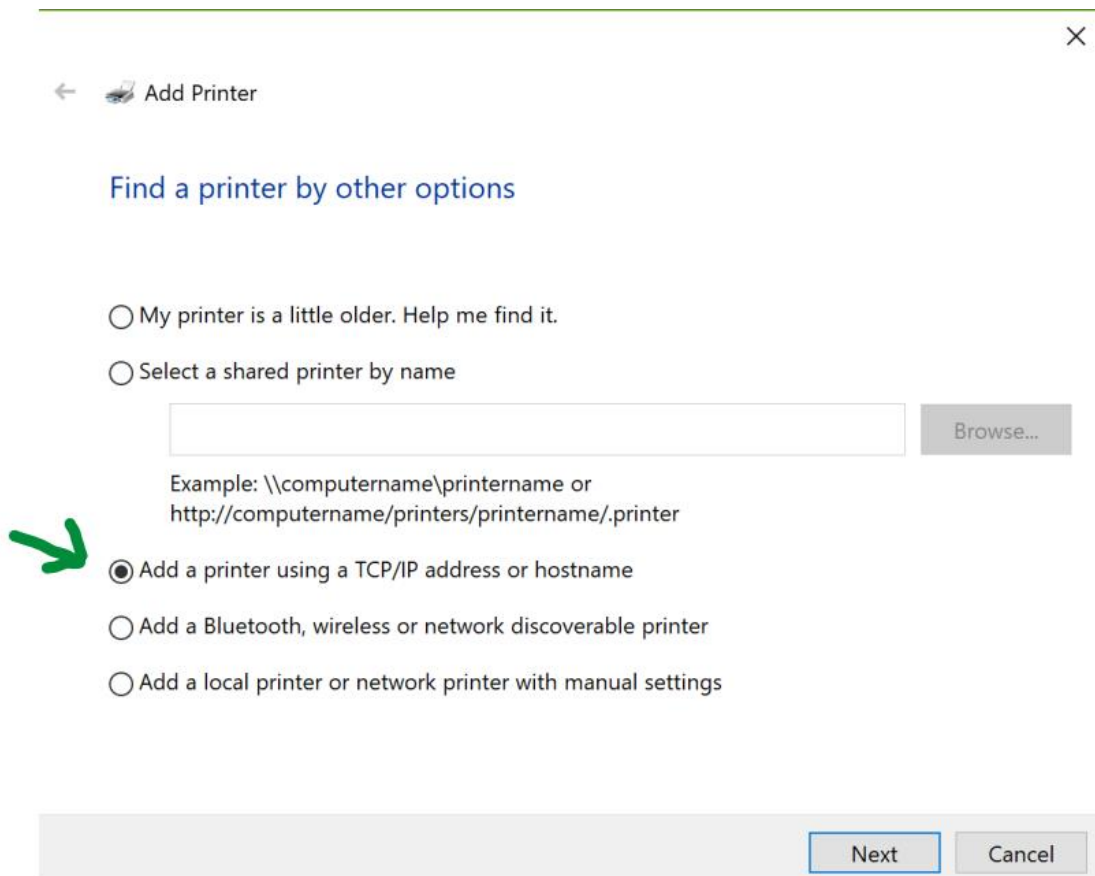 Add Printer
Find a printer by other options
My printer is a little older. Help me find it.
Select a shared printer by name
Browse...
Example: \\computername\printername or
http://computername/printers/printername/.printer
Add a printer using a TCP/IP address or hostname
Add a Bluetooth, wireless or network discoverable printer
Add a local printer or network printer with manual settings
Next Cancel